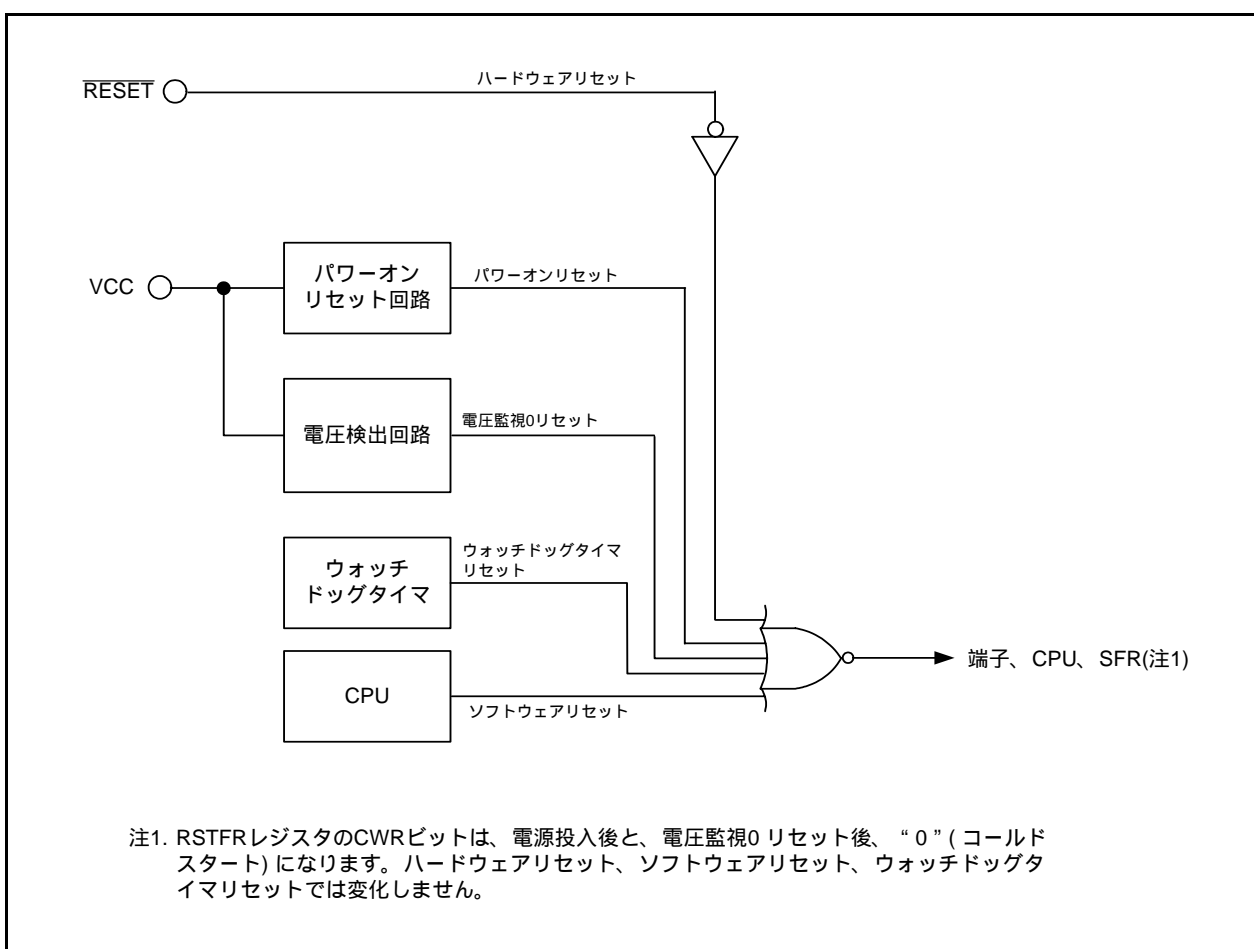 RESET
ハードウェアリセット
VCC
パワーオン
リセット回路
パワーオンリセット
電圧検出回路
電圧監視0リセット
ウォッチ
ドッグタイマ
ウォッチドッグタイマ
リセット
CPU
ソフトウェアリセット
端子、CPU、SFR(注1)
注1. RSTFRレジスタのCWRビットは、電源投入後と、電圧監視0 リセット後、 “ 0 ” ( コールド
スタート) になります。ハードウェアリセット、ソフトウェアリセット、ウォッチドッグタ
イマリセットでは変化しません。